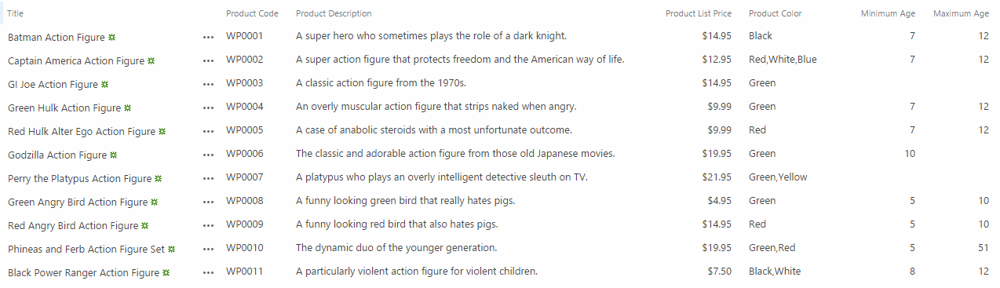 Title Product Code Product Description Product List Price Product Color Minimum Age Maximum Age
Batman Action Figure ... WP0001 A super hero who sometimes plays the role of a dark knight. $14.95 Black 7 12
Captain America Action Figure ... WP0002 A super action figure that protects freedom and the American way of life. $12.95 Red,White,Blue 7 12
GI Joe Action Figure ... WP0003 A classic action figure from the 1970s. $14.95 Green
Green Hulk Action Figure ... WP0004 An overly muscular action figure that strips naked when angry. $9.99 Green 7 12
Red Hulk Alter Ego Action Figure ... WP0005 A case of anabolic steroids with a most unfortunate outcome. $9.99 Red 7 12
Godzilla Action Figure ... WP0006 The classic and adorable action figure from those old Japanese movies. $19.95 Green 10
Perry the Platypus Action Figure ... WP0007 A platypus who plays an overly intelligent detective sleuth on TV. $21.95 Green,Yellow
Green Angry Bird Action Figure ... WP0008 A funny looking green bird that really hates pigs. $4.95 Green 5 10
Red Angry Bird Action Figure ... WP0009 A funny looking red bird that also hates pigs. $14.95 Red 5 10
Phineas and Ferb Action Figure Set ... WP0010 The dynamic duo of the younger generation. $19.95 Green,Red 5 51
Black Power Ranger Action Figure ... WP0011 A particularly violent action figure for violent children. $7.50 Black,White 8 12